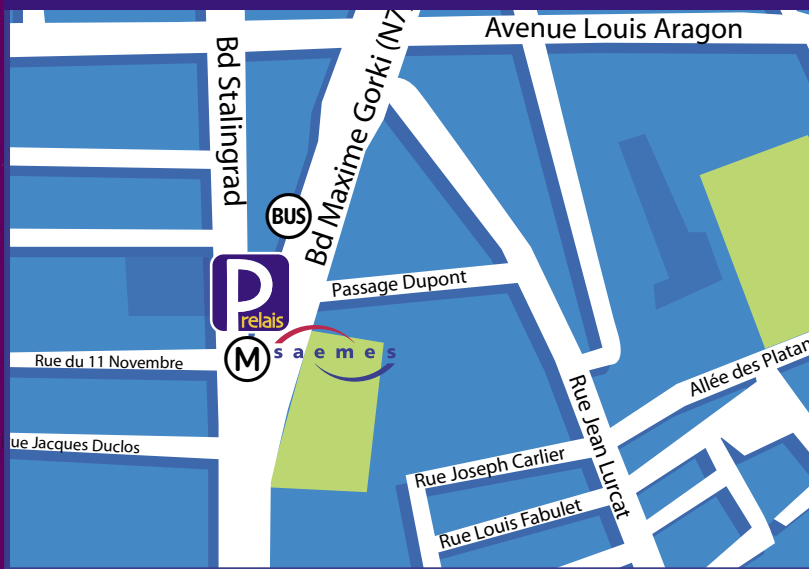 Avenue Louis Aragon
Bd Stalingrad
Bd Maxime Gorki (N7
BUS
Passage Dupont
P
relais
M
saemes
Rue du 11 Novembre
ue Jacques Duclos
Allée des Platan
Rue Jean Lurcat
Rue Joseph Carlier
Rue Louis Fabulet